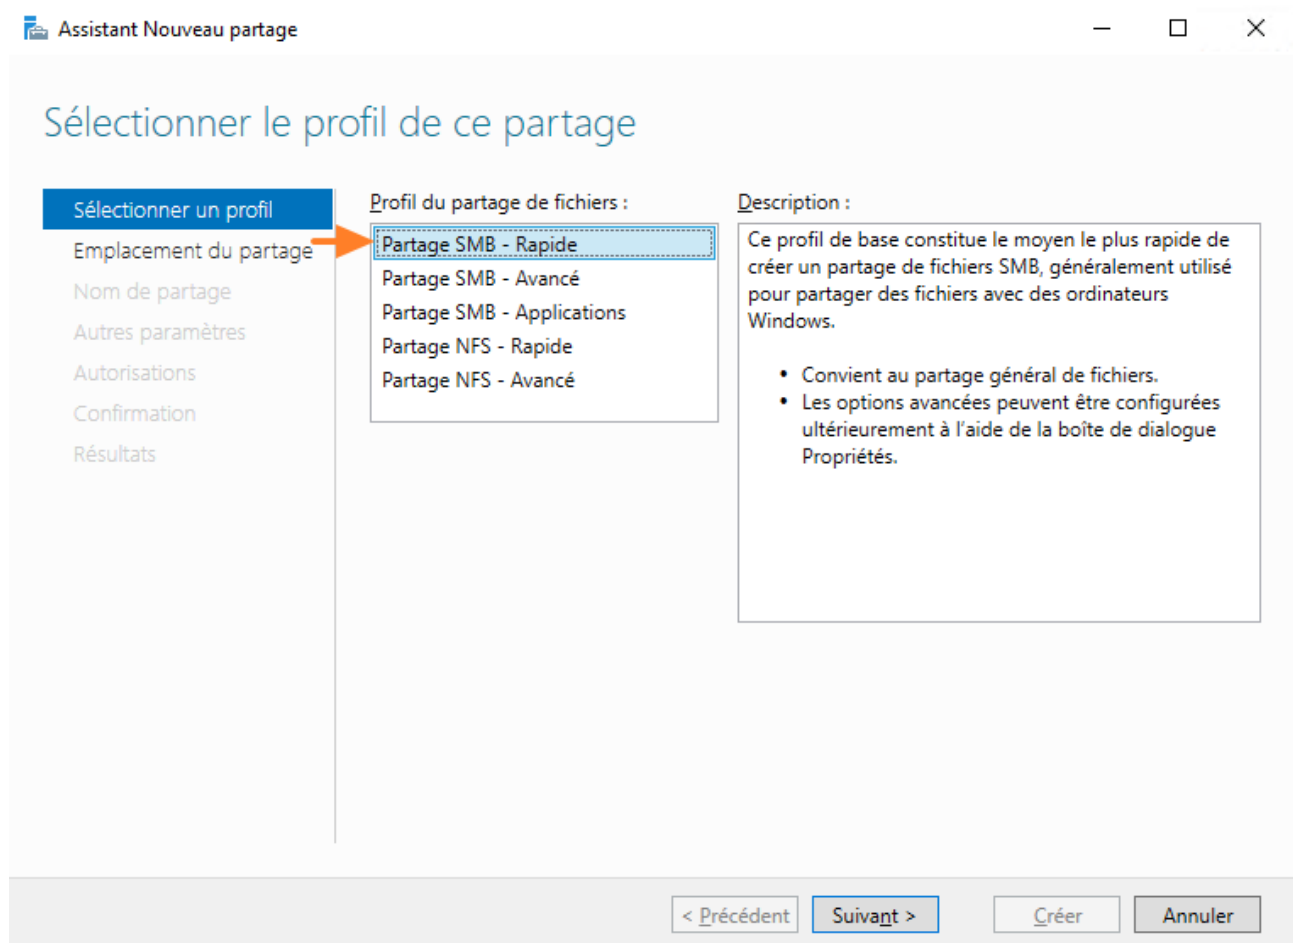 Assistant Nouveau partage
Sélectionner le profil de ce partage
Sélectionner un profil
Emplacement du partage
Nom de partage
Autres paramètres
Autorisations
Confirmation
Résultats
Profil du partage de fichiers :
Partage SMB - Rapide
Partage SMB - Avancé
Partage SMB - Applications
Partage NFS - Rapide
Partage NFS - Avancé
Description :
Ce profil de base constitue le moyen le plus rapide de
créer un partage de fichiers SMB, généralement utilisé
pour partager des fichiers avec des ordinateurs
Windows.
• Convient au partage général de fichiers.
• Les options avancées peuvent être configurées
ultérieurement à l’aide de la boîte de dialogue
Propriétés.
< Précédent
Suivant >
Créer
Annuler